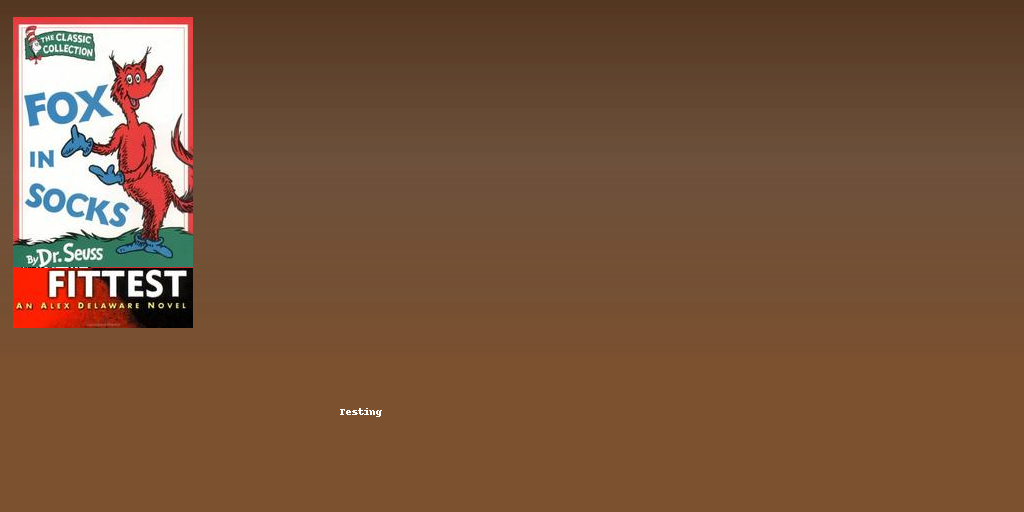 THE CLASSIC
COLLECTION
FOX
IN
SOCKS
By Dr. Seuss
FITTEST
AN ALEX DELAWARE NOVEL
Testing